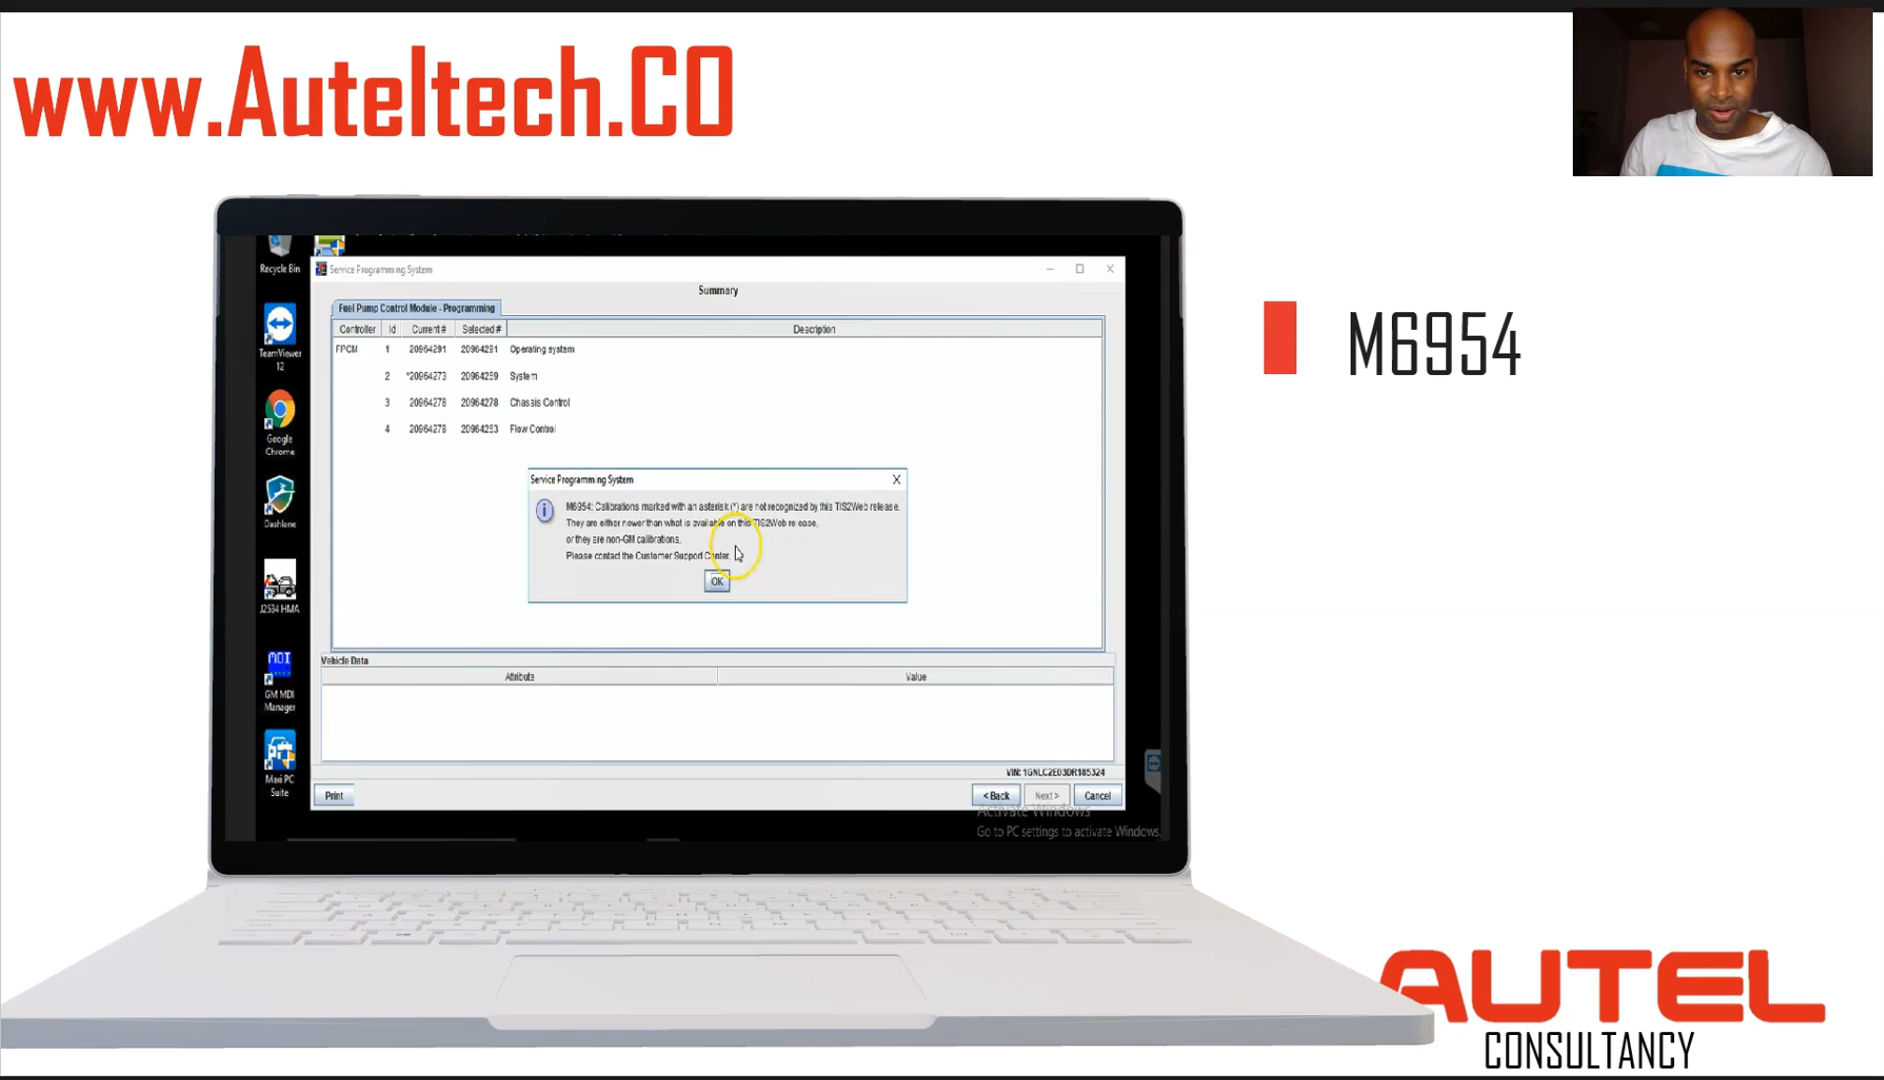 www.Auteltech.CO
M6954
Recycle Bin
TeamViewer
12
Google
Chrome
Dashlane
J2534 HMA
MDI
GM MDI
Manager
Maxi PC
Suite
Service Programming System
Summary
Fuel Pump Control Module - Programming
Controller Id Current # Selected # Description
FPCM 1 20964291 20964291 Operating system
2 *20964273 20964259 System
3 20964278 20964278 Chassis Control
4 20964278 20964253 Flow Control
Service Programming System X
M6954: Calibrations marked with an asterisk (*) are not recognized by this TIS2Web release.
They are either newer than what is available on this TIS2Web release,
or they are non-GM calibrations.
Please contact the Customer Support Center.
OK
Vehicle Data
Attribute Value
VIN: 1GNLC2E03DR185324
Print < Back Next > Cancel
Activate Windows
Go to PC settings to activate Windows.
AUTEL
CONSULTANCY